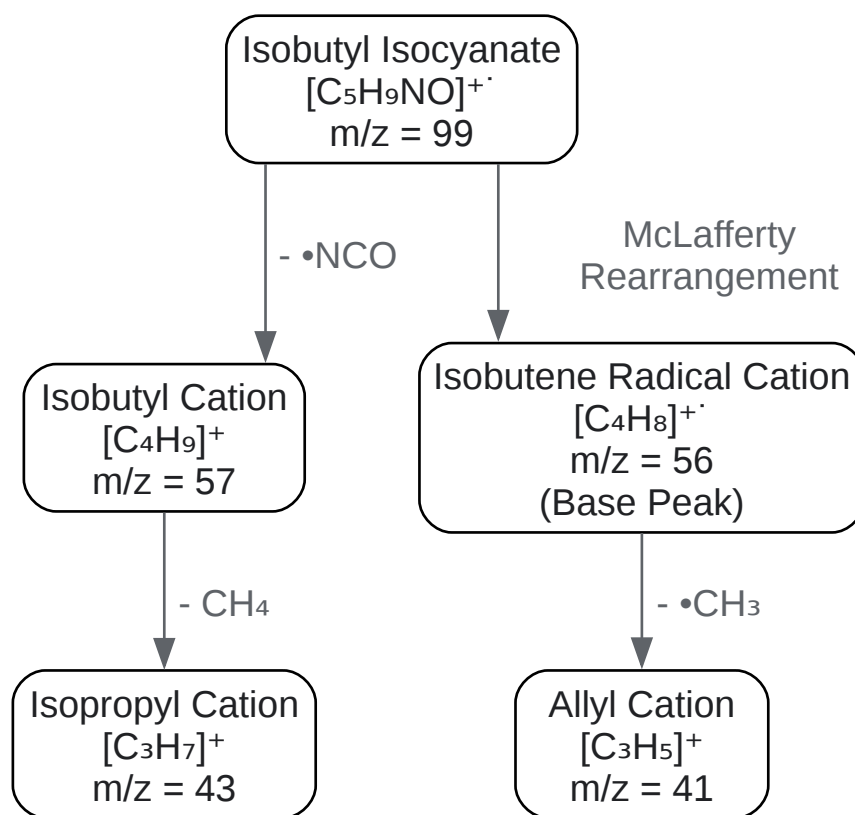 Isobutyl Isocyanate
[C₅H₉NO]⁺˙
m/z = 99
- •NCO
McLafferty
Rearrangement
Isobutyl Cation
[C₄H₉]⁺
m/z = 57
Isobutene Radical Cation
[C₄H₈]⁺˙
m/z = 56
(Base Peak)
- CH₄
- •CH₃
Isopropyl Cation
[C₃H₇]⁺
m/z = 43
Allyl Cation
[C₃H₅]⁺
m/z = 41